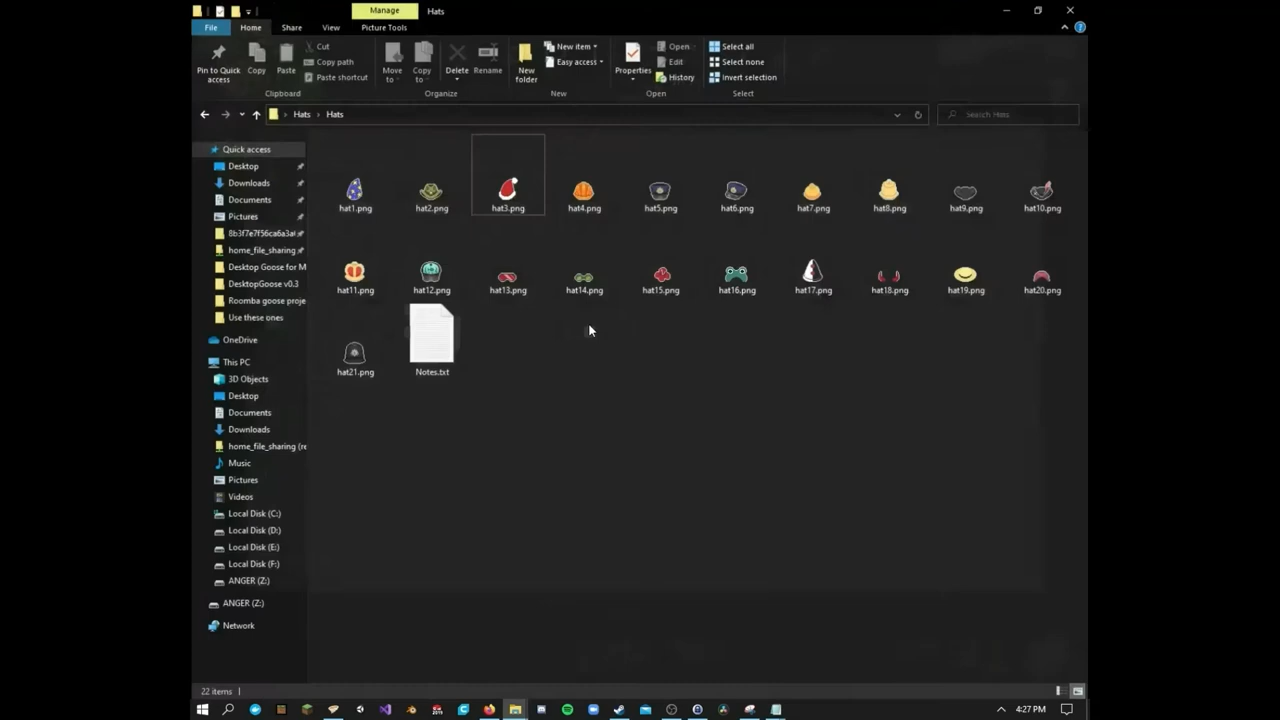 Manage
Hats
File
Home
Share
View
Picture Tools
Pin to Quick access
Copy
Paste
Cut
Copy path
Paste shortcut
Move to
Copy to
Delete
Rename
New folder
New item
Easy access
Properties
Open
Edit
History
Select all
Select none
Invert selection
Clipboard
Organize
New
Open
Select
Hats
Hats
Search Hats
Quick access
Desktop
Downloads
Documents
Pictures
home_file_sharing
Desktop Goose for M
DesktopGoose v0.3
Roomba goose proje
Use these ones
OneDrive
This PC
3D Objects
Desktop
Documents
Downloads
home_file_sharing (re
Music
Pictures
Videos
Local Disk (C:)
Local Disk (D:)
Local Disk (E:)
Local Disk (F:)
ANGER (Z:)
ANGER (Z:)
Network
hat1.png
hat2.png
hat3.png
hat4.png
hat5.png
hat6.png
hat7.png
hat8.png
hat9.png
hat10.png
hat11.png
hat12.png
hat13.png
hat14.png
hat15.png
hat16.png
hat17.png
hat18.png
hat19.png
hat20.png
hat21.png
Notes.txt
22 items
4:27 PM